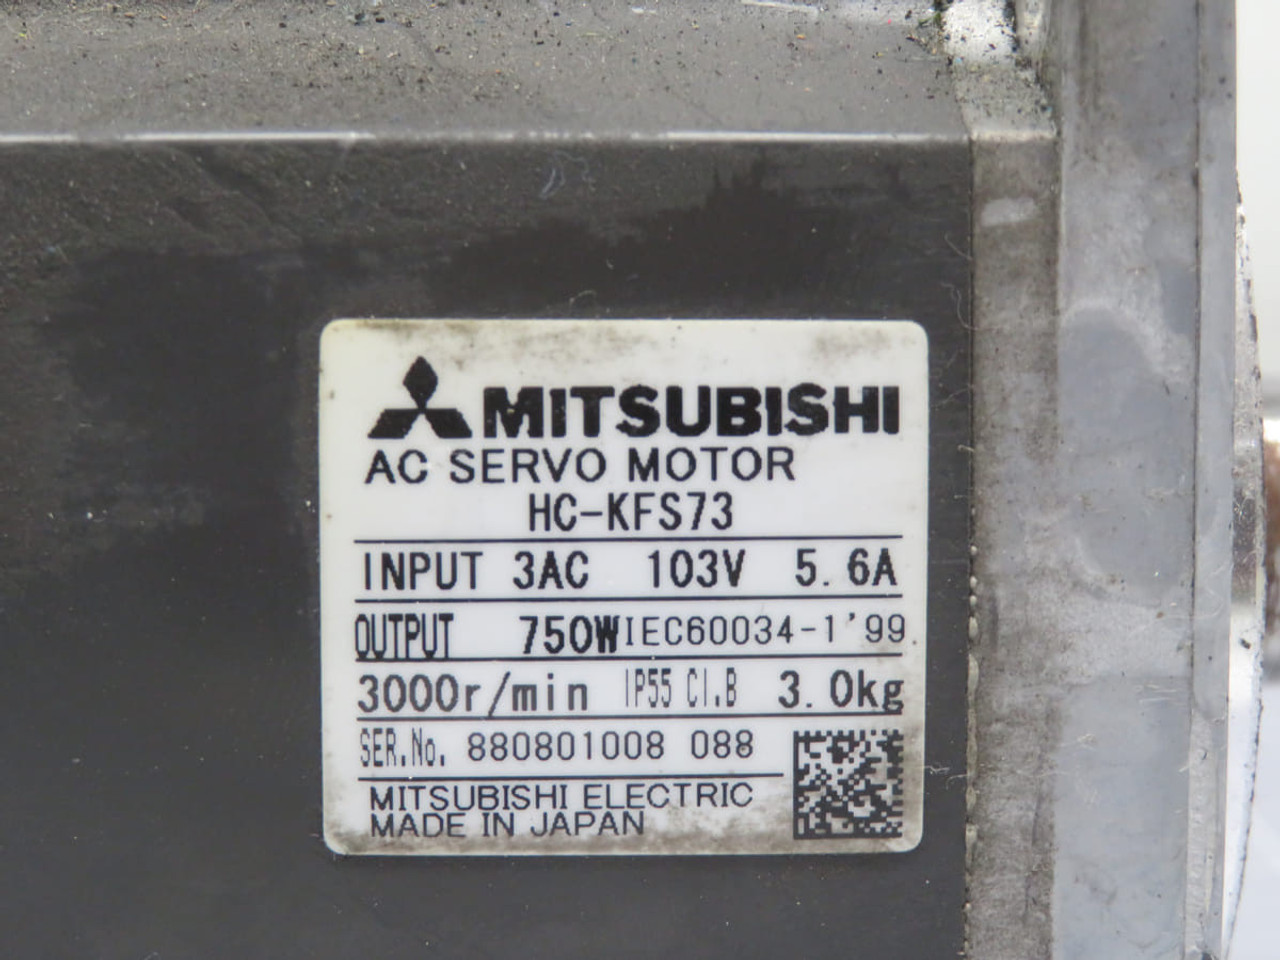 MITSUBISHI
AC SERVO MOTOR
HC-KFS73
INPUT 3AC 103V 5.6A
OUTPUT 750W IEC60034-1'99
3000r/min IP55 Cl.B 3.0kg
SER.No. 880801008 088
MITSUBISHI ELECTRIC
MADE IN JAPAN